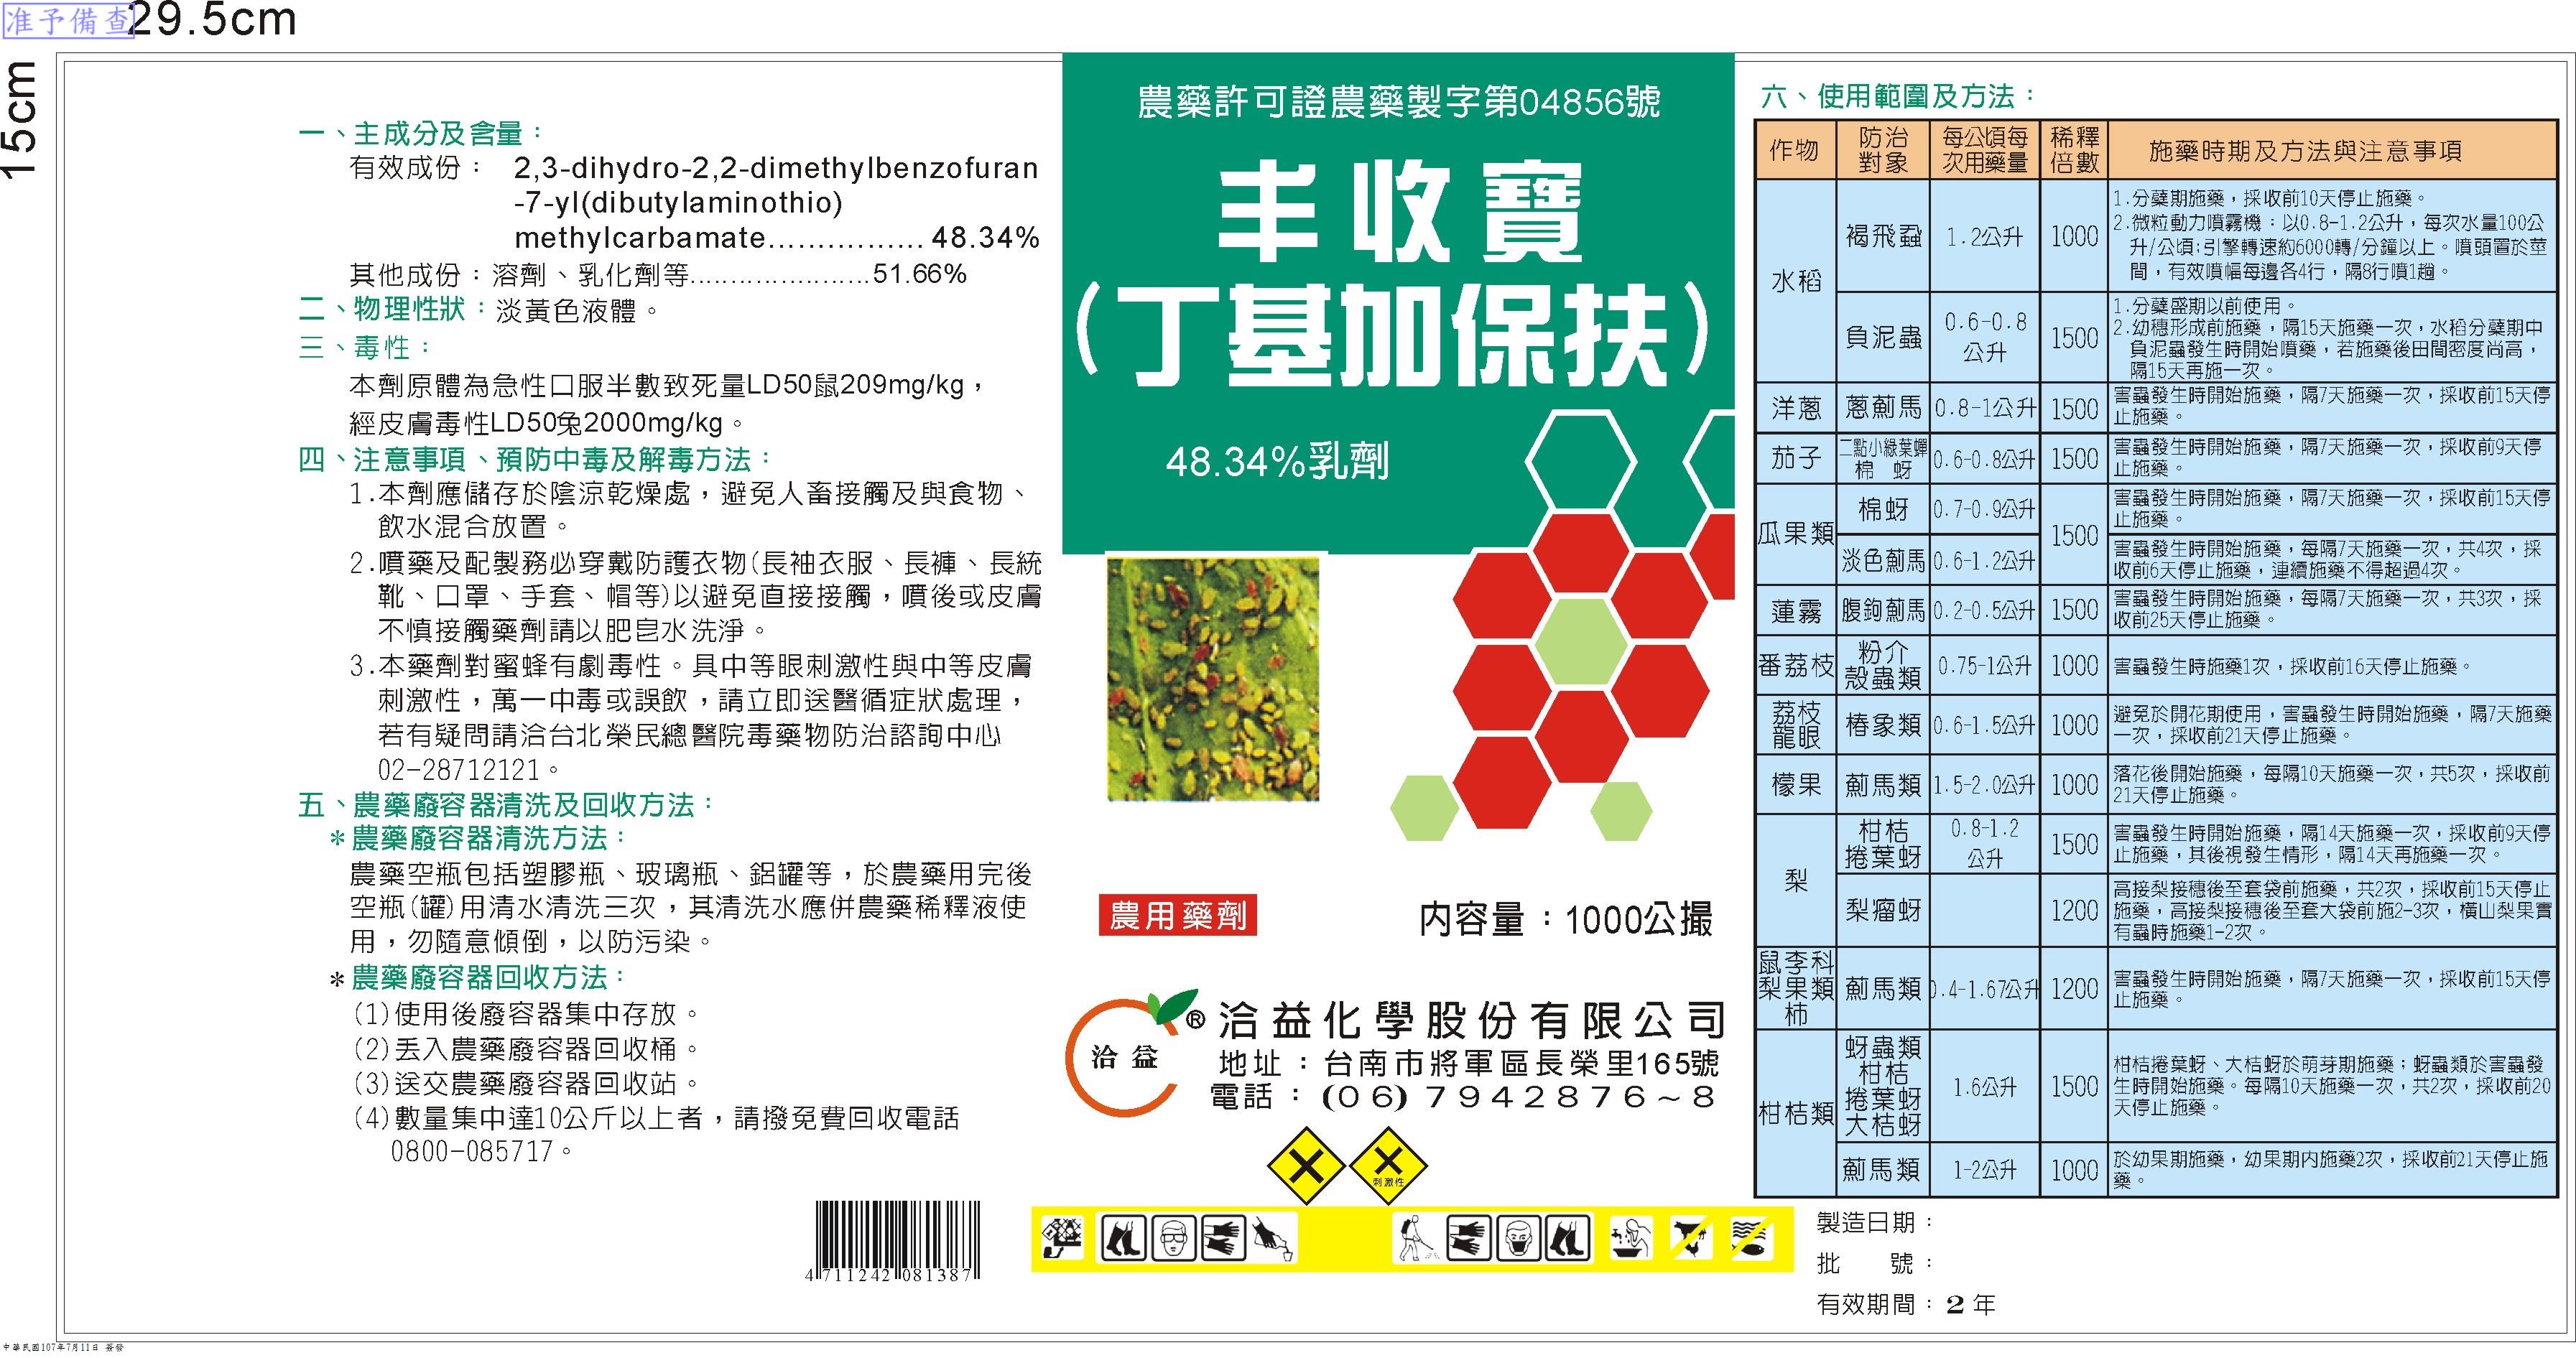 准予備查
29.5cm
15cm
一、主成分及含量：
有效成份： 2,3-dihydro-2,2-dimethylbenzofuran
-7-yl(dibutylaminothio)
methylcarbamate................ 48.34%
其他成份：溶劑、乳化劑等......................51.66%
二、物理性狀：淡黃色液體。
三、毒性：
本劑原體為急性口服半數致死量LD50鼠209mg/kg，
經皮膚毒性LD50兔2000mg/kg。
四、注意事項、預防中毒及解毒方法：
1.本劑應儲存於陰涼乾燥處，避免人畜接觸及與食物、
飲水混合放置。
2.噴藥及配製務必穿戴防護衣物(長袖衣服、長褲、長統
靴、口罩、手套、帽等)以避免直接接觸，噴後或皮膚
不慎接觸藥劑請以肥皂水洗淨。
3.本藥劑對蜜蜂有劇毒性。具中等眼刺激性與中等皮膚
刺激性，萬一中毒或誤飲，請立即送醫循症狀處理，
若有疑問請洽台北榮民總醫院毒藥物防治諮詢中心
02-28712121。
五、農藥廢容器清洗及回收方法：
＊農藥廢容器清洗方法：
農藥空瓶包括塑膠瓶、玻璃瓶、鋁罐等，於農藥用完後
空瓶(罐)用清水清洗三次，其清洗水應併農藥稀釋液使
用，勿隨意傾倒，以防污染。
＊農藥廢容器回收方法：
(1)使用後廢容器集中存放。
(2)丟入農藥廢容器回收桶。
(3)送交農藥廢容器回收站。
(4)數量集中達10公斤以上者，請撥免費回收電話
0800-085717。
4 711242 081387
農藥許可證農藥製字第04856號
丰收寶
(丁基加保扶)
48.34%乳劑
農用藥劑
內容量：1000公撮
洽益
®
洽益化學股份有限公司
地址：台南市將軍區長榮里165號
電話：(06)7942876~8
刺激性
六、使用範圍及方法：
作物 防治對象 每公頃每次用藥量 稀釋倍數 施藥時期及方法與注意事項
水稻 褐飛蝨 1.2公升 1000 1.分蘗期施藥，採收前10天停止施藥。
2.微粒動力噴霧機：以0.8-1.2公升，每次水量100公
升/公頃;引擎轉速約6000轉/分鐘以上。噴頭置於莖
間，有效噴幅每邊各4行，隔8行噴1趟。
負泥蟲 0.6-0.8公升 1500 1.分蘗盛期以前使用。
2.幼穗形成前施藥，隔15天施藥一次，水稻分蘗期中
負泥蟲發生時開始噴藥，若施藥後田間密度尚高，
隔15天再施一次。
洋蔥 蔥薊馬 0.8-1公升 1500 害蟲發生時開始施藥，隔7天施藥一次，採收前15天停
止施藥。
茄子 二點小綠葉蟬 棉 蚜 0.6-0.8公升 1500 害蟲發生時開始施藥，隔7天施藥一次，採收前9天停
止施藥。
瓜果類 棉蚜 0.7-0.9公升 1500 害蟲發生時開始施藥，隔7天施藥一次，採收前15天停
止施藥。
淡色薊馬 0.6-1.2公升 害蟲發生時開始施藥，每隔7天施藥一次，共4次，採
收前6天停止施藥，連續施藥不得超過4次。
蓮霧 腹鉤薊馬 0.2-0.5公升 1500 害蟲發生時開始施藥，每隔7天施藥一次，共3次，採
收前25天停止施藥。
番荔枝 粉介殼蟲類 0.75-1公升 1000 害蟲發生時施藥1次，採收前16天停止施藥。
荔枝龍眼 椿象類 0.6-1.5公升 1000 避免於開花期使用，害蟲發生時開始施藥，隔7天施藥
一次，採收前21天停止施藥。
檬果 薊馬類 1.5-2.0公升 1000 落花後開始施藥，每隔10天施藥一次，共5次，採收前
21天停止施藥。
梨 柑桔捲葉蚜 0.8-1.2公升 1500 害蟲發生時開始施藥，隔14天施藥一次，採收前9天停
止施藥，其後視發生情形，隔14天再施藥一次。
梨瘤蚜 1200 高接梨接穗後至套袋前施藥，共2次，採收前15天停止
施藥，高接梨接穗後至套大袋前施2-3次，橫山梨果實
有蟲時施藥1-2次。
鼠李科梨果類柿 薊馬類 0.4-1.67公升 1200 害蟲發生時開始施藥，隔7天施藥一次，採收前15天停
止施藥。
柑桔類 蚜蟲類柑桔捲葉蚜大桔蚜 1.6公升 1500 柑桔捲葉蚜、大桔蚜於萌芽期施藥；蚜蟲類於害蟲發
生時開始施藥。每隔10天施藥一次，共2次，採收前20
天停止施藥。
薊馬類 1-2公升 1000 於幼果期施藥，幼果期內施藥2次，採收前21天停止施
藥。
製造日期：
批 號：
有效期間：2年
中華民國107年7月11日 簽發